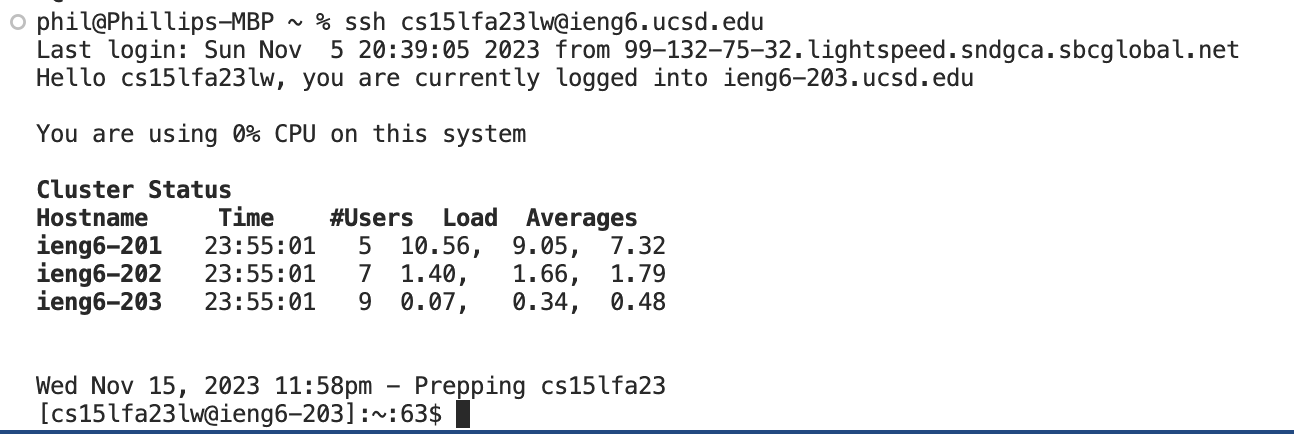 phil@Phillips-MBP ~ % ssh cs15lfa23lw@ieng6.ucsd.edu
Last login: Sun Nov  5 20:39:05 2023 from 99-132-75-32.lightspeed.sndgca.sbcglobal.net
Hello cs15lfa23lw, you are currently logged into ieng6-203.ucsd.edu
You are using 0% CPU on this system
Cluster Status
Hostname     Time    #Users  Load  Averages
ieng6-201   23:55:01   5  10.56,  9.05,  7.32
ieng6-202   23:55:01   7  1.40,   1.66,  1.79
ieng6-203   23:55:01   9  0.07,   0.34,  0.48
Wed Nov 15, 2023 11:58pm - Prepping cs15lfa23
[cs15lfa23lw@ieng6-203]:~:63$